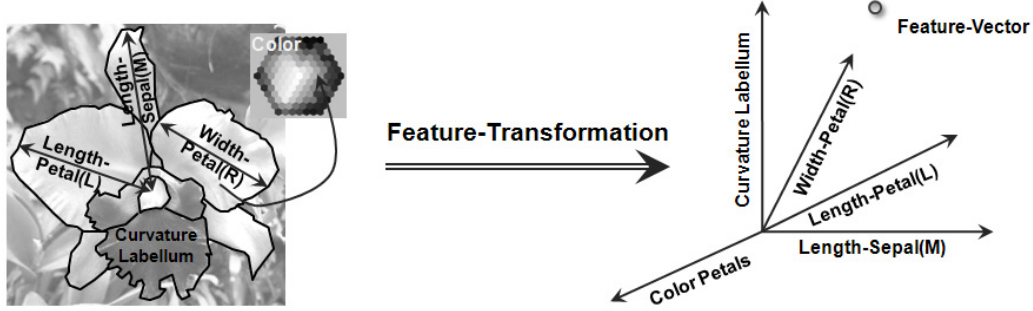 Color
Length-
Sepal(M)
Length-
Petal(L)
Width-
Petal(R)
Curvature
Labellum
Feature-Transformation
Feature-Vector
Curvature Labellum
Width-Petal(R)
Length-Petal(L)
Length-Sepal(M)
Color Petals